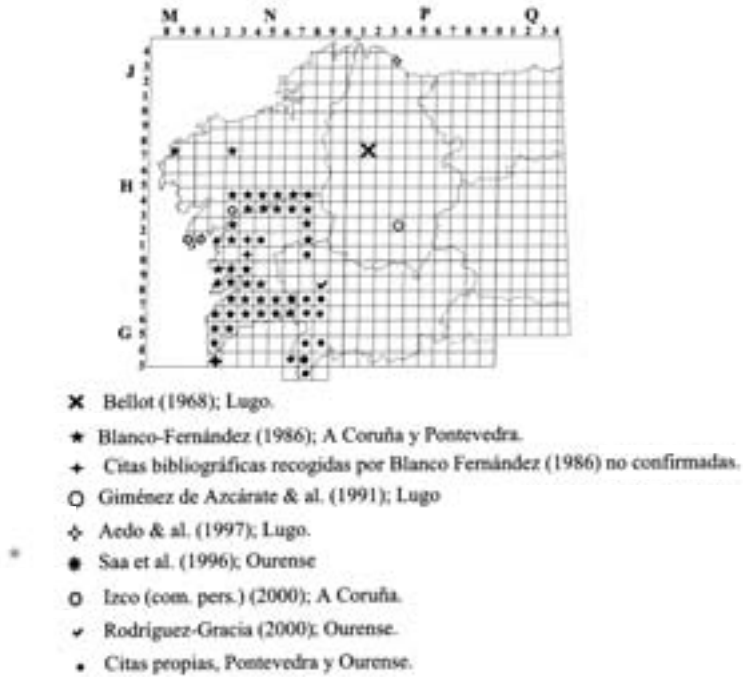 M N P Q
J
H
G
Bellot (1968); Lugo.
Blanco-Fernández (1986); A Coruña y Pontevedra.
Citas bibliográficas recogidas por Blanco Fernández (1986) no confirmadas.
Giménez de Azcárate & al. (1991); Lugo
Aedo & al. (1997); Lugo.
Saa et al. (1996); Ourense
Izco (com. pers.) (2000); A Coruña.
Rodríguez-Gracia (2000); Ourense.
Citas propias, Pontevedra y Ourense.